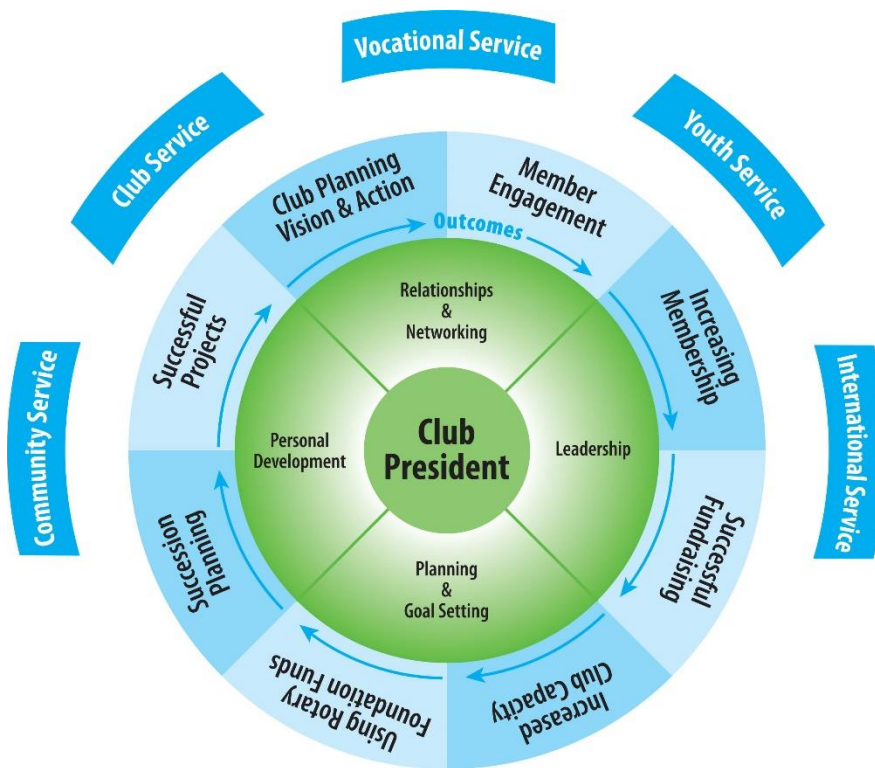 Vocational Service
Club Service
Youth Service
Community Service
International Service
Club Planning
Vision & Action
Member
Engagement
Outcomes
Increasing
Membership
Successful
Fundraising
Increased
Club Capacity
Using Rotary
Foundation Funds
Succession
Planning
Successful
Projects
Relationships
&
Networking
Leadership
Planning
&
Goal Setting
Personal
Development
Club
President